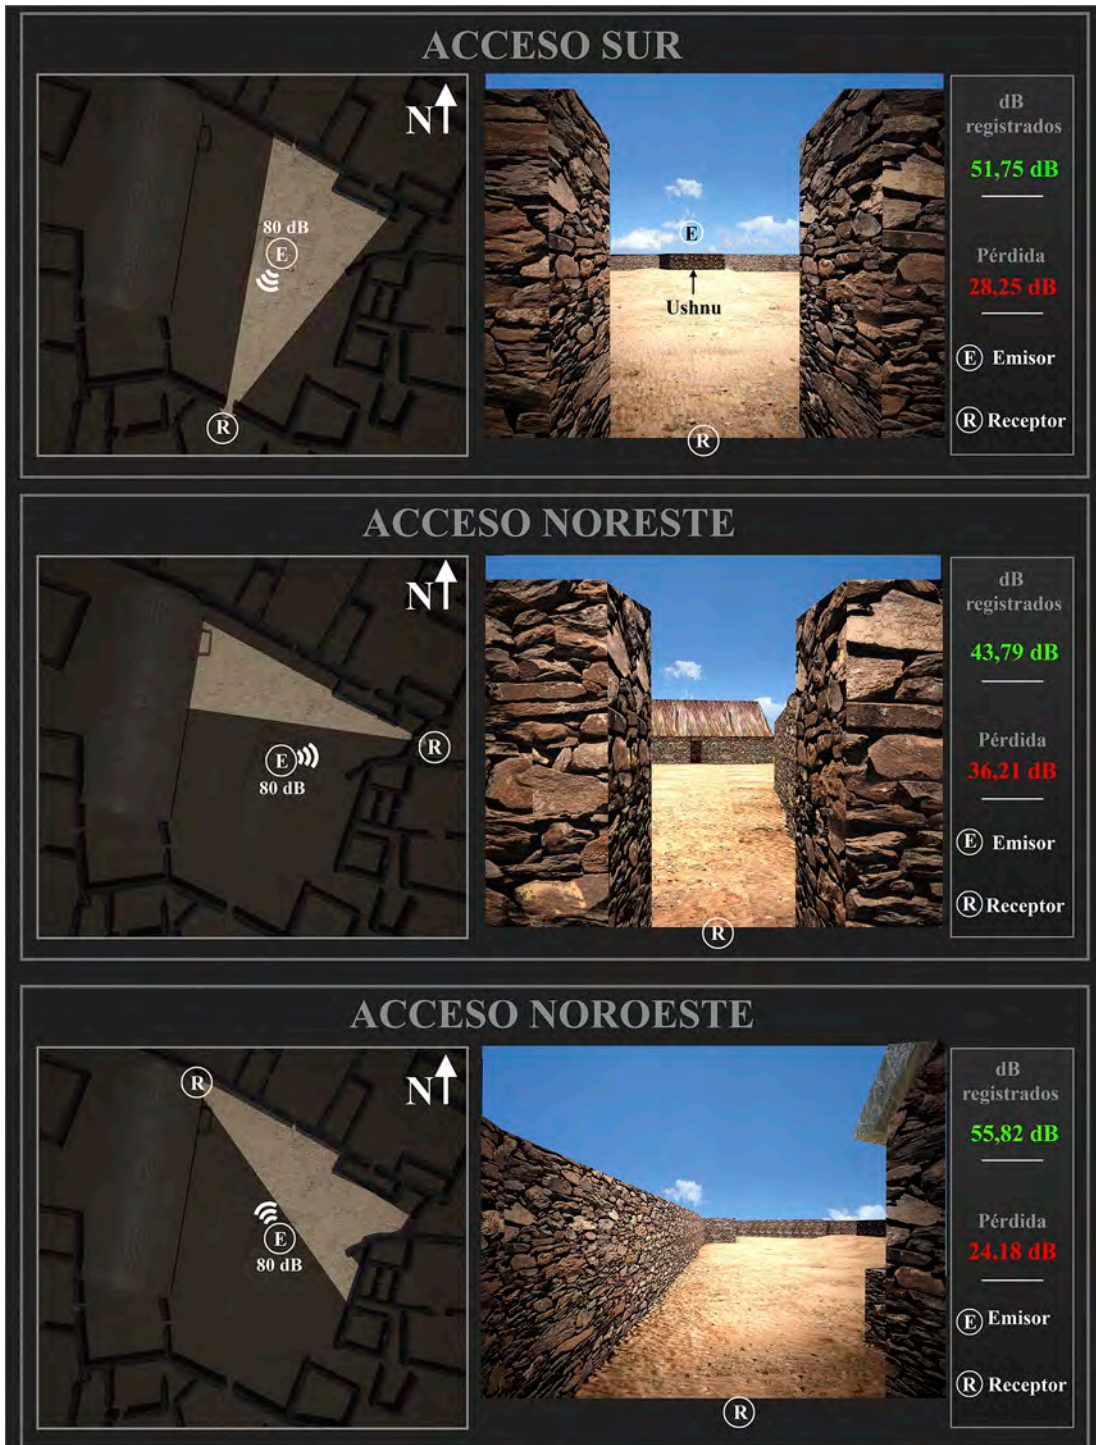 ACCESO SUR
N
80 dB
E
R
E
Ushnu
R
dB
registrados
51,75 dB
Pérdida
28,25 dB
E Emisor
R Receptor
ACCESO NORESTE
N
E
80 dB
R
R
dB
registrados
43,79 dB
Pérdida
36,21 dB
E Emisor
R Receptor
ACCESO NOROESTE
R
N
E
80 dB
R
dB
registrados
55,82 dB
Pérdida
24,18 dB
E Emisor
R Receptor